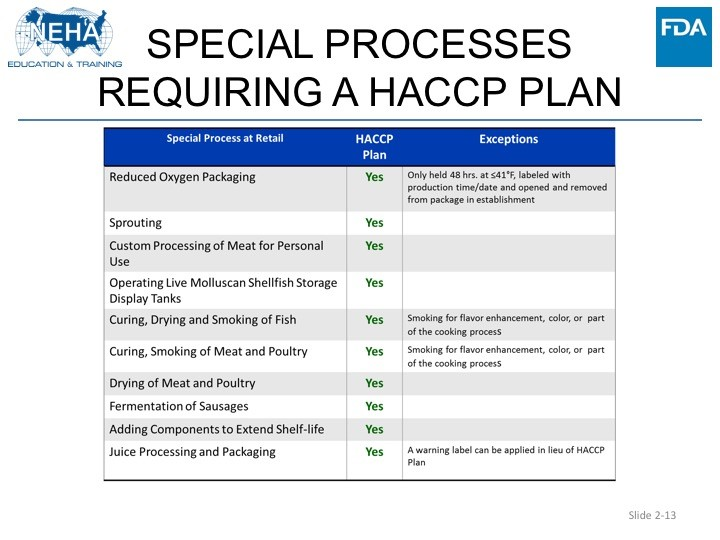 NEHA
EDUCATION & TRAINING
FDA
SPECIAL PROCESSES
REQUIRING A HACCP PLAN
Special Process at Retail
HACCP
Plan
Exceptions
Reduced Oxygen Packaging
Yes
Only held 48 hrs. at ≤41°F, labeled with
production time/date and opened and removed
from package in establishment
Sprouting
Yes
Custom Processing of Meat for Personal
Use
Yes
Operating Live Molluscan Shellfish Storage
Display Tanks
Yes
Curing, Drying and Smoking of Fish
Yes
Smoking for flavor enhancement, color, or part
of the cooking process
Curing, Smoking of Meat and Poultry
Yes
Smoking for flavor enhancement, color, or part
of the cooking process
Drying of Meat and Poultry
Yes
Fermentation of Sausages
Yes
Adding Components to Extend Shelf-life
Yes
Juice Processing and Packaging
Yes
A warning label can be applied in lieu of HACCP
Plan
Slide 2-13